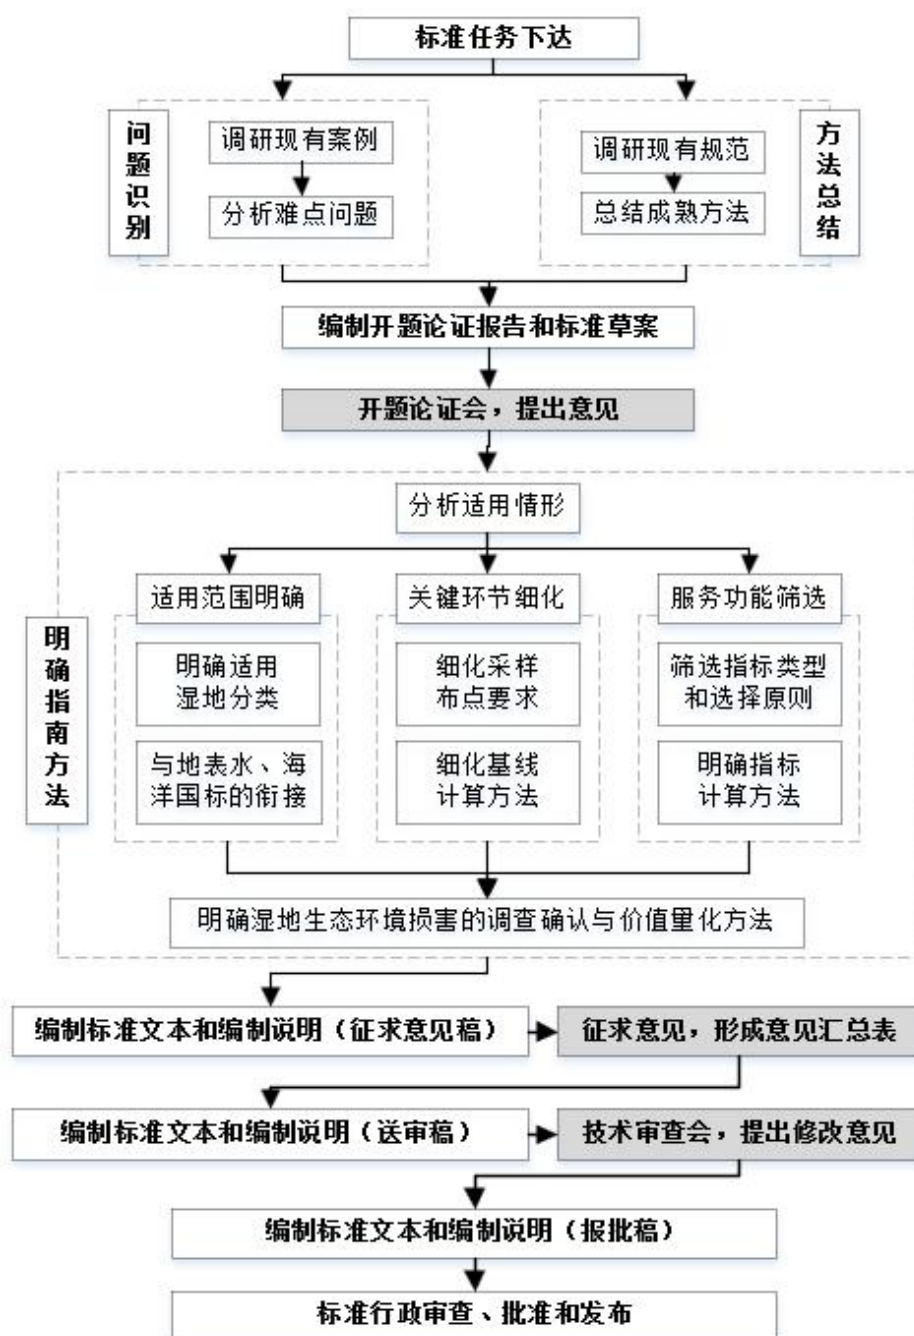 标准任务下达
问题识别
调研现有案例
分析难点问题
调研现有规范
总结成熟方法
方法总结
编制开题论证报告和标准草案
开题论证会，提出意见
明确指南方法
分析适用情形
适用范围明确
明确适用
湿地分类
与地表水、海
洋国标的衔接
关键环节细化
细化采样
布点要求
细化基线
计算方法
服务功能筛选
筛选指标类型
和选择原则
明确指标
计算方法
明确湿地生态环境损害的调查确认与价值量化方法
编制标准文本和编制说明（征求意见稿）
征求意见，形成意见汇总表
编制标准文本和编制说明（送审稿）
技术审查会，提出修改意见
编制标准文本和编制说明（报批稿）
标准行政审查、批准和发布